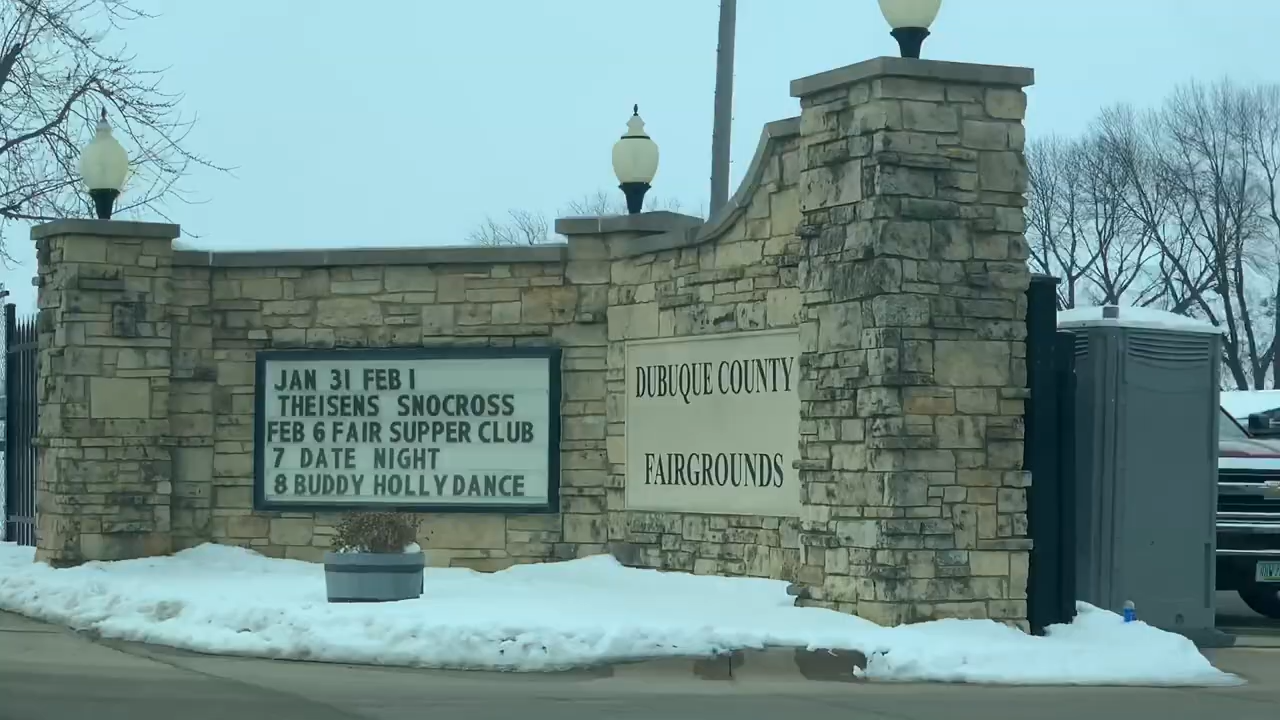 JAN 31 FEB 1
THEISENS SNOCROSS
FEB 6 FAIR SUPPER CLUB
7 DATE NIGHT
8 BUDDY HOLLY DANCE
DUBUQUE COUNTY
FAIRGROUNDS